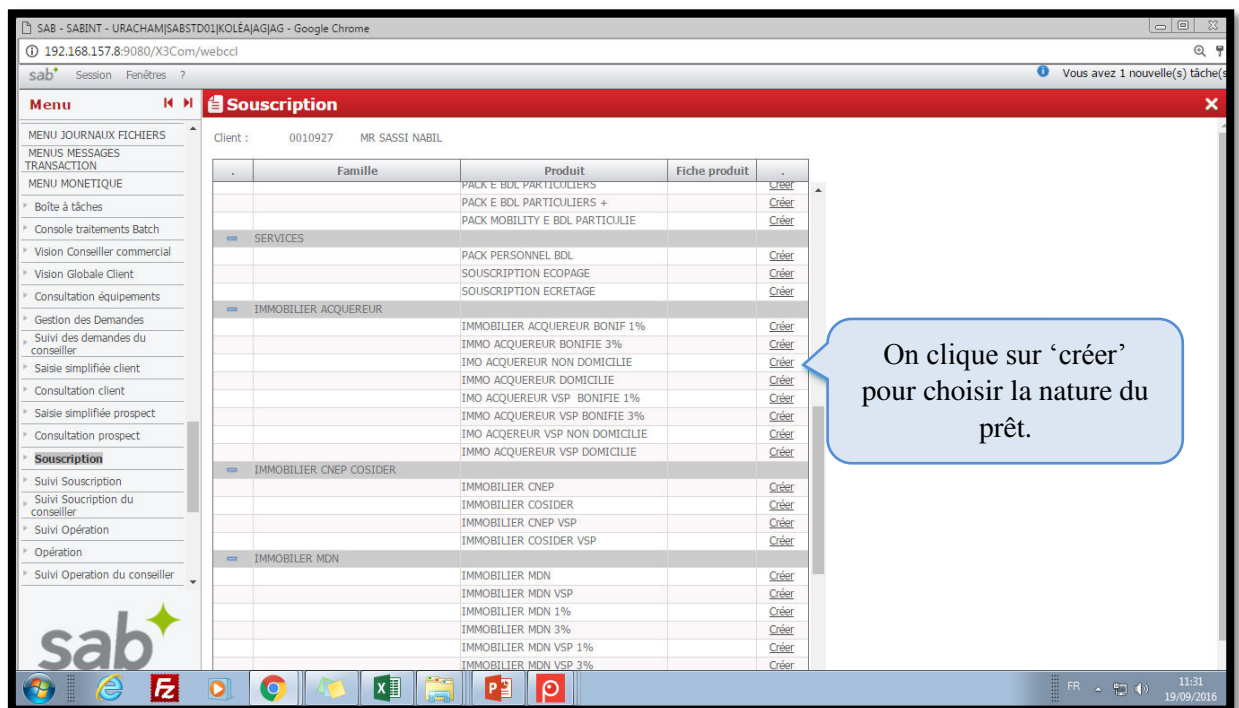 SAB - SABINT - URACHAM|SABSTD01|KOLÉA|AG|AG - Google Chrome
192.168.157.8:9080/X3Com/webccl
sab Session Fenêtres ?
Vous avez 1 nouvelle(s) tâche(s
Menu
Souscription
MENU JOURNAUX FICHIERS
MENUS MESSAGES
TRANSACTION
MENU MONETIQUE
Boîte à tâches
Console traitements Batch
Vision Conseiller commercial
Vision Globale Client
Consultation équipements
Gestion des Demandes
Suivi des demandes du
conseiller
Saisie simplifiée client
Consultation client
Saisie simplifiée prospect
Consultation prospect
Souscription
Suivi Souscription
Suivi Soucription du
conseiller
Suivi Opération
Opération
Suivi Operation du conseiller
sab
Client : 0010927 MR SASSI NABIL
. Famille Produit Fiche produit .
PACK E BDL PARTICULIERS Créer
PACK E BDL PARTICULIERS + Créer
PACK MOBILITY E BDL PARTICULIE Créer
SERVICES
PACK PERSONNEL BDL Créer
SOUSCRIPTION ECOPAGE Créer
SOUSCRIPTION ECRETAGE Créer
IMMOBILIER ACQUEREUR
IMMOBILIER ACQUEREUR BONIF 1% Créer
IMMO ACQUEREUR BONIFIE 3% Créer
IMO ACQUEREUR NON DOMICILIE Créer
IMMO ACQUEREUR DOMICILIE Créer
IMO ACQUEREUR VSP BONIFIE 1% Créer
IMMO ACQUEREUR VSP BONIFIE 3% Créer
IMO ACQEREUR VSP NON DOMICILIE Créer
IMMO ACQUEREUR VSP DOMICILIE Créer
IMMOBILIER CNEP COSIDER
IMMOBILIER CNEP Créer
IMMOBILIER COSIDER Créer
IMMOBILIER CNEP VSP Créer
IMMOBILIER COSIDER VSP Créer
IMMOBILER MDN
IMMOBILIER MDN Créer
IMMOBILIER MDN VSP Créer
IMMOBILIER MDN 1% Créer
IMMOBILIER MDN 3% Créer
IMMOBILIER MDN VSP 1% Créer
IMMOBILIER MDN VSP 3% Créer
On clique sur ‘créer’
pour choisir la nature du
prêt.
FR
11:31
19/09/2016